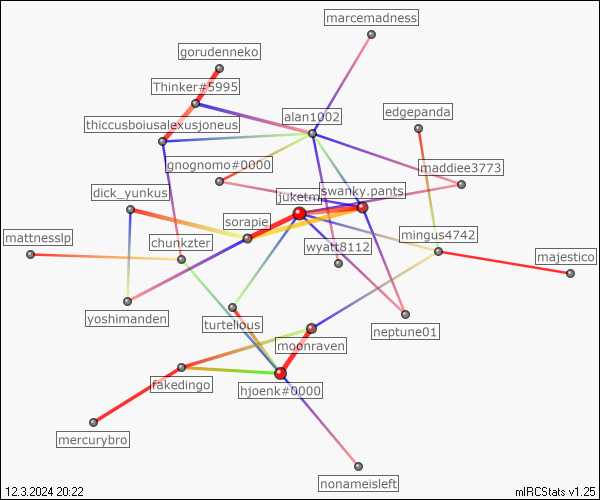 marcemadness
gorudenneko
Thinker#5995
alan1002
edgepanda
thiccusboiusalexusjoneus
gnognomo#0000
maddiee3773
dick_yunkus
juketm
swanky.pants
sorapie
mattnesslp
chunkzter
wyatt8112
mingus4742
majestico
yoshimanden
turtelious
neptune01
moonraven
fakedingo
hjoenk#0000
mercurybro
nonameisleft
12.3.2024 20:22
mIRCStats v1.25